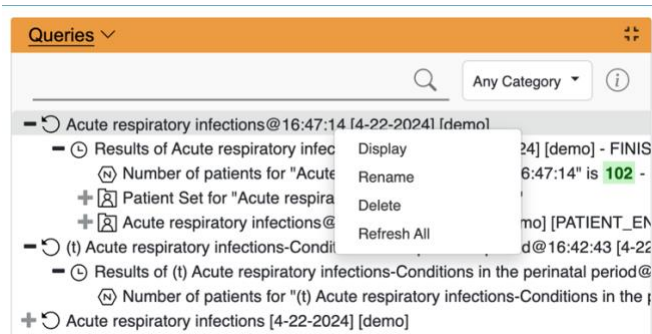 Queries
Any Category
Acute respiratory infections@16:47:14 [4-22-2024] [demo]
Results of Acute respiratory infec 24] [demo] - FINIS
Number of patients for "Acute 6:47:14" is 102 -
Patient Set for "Acute respira "
Acute respiratory infections@ mo] [PATIENT_EN
Display
Rename
Delete
Refresh All
(t) Acute respiratory infections-Condit d@16:42:43 [4-22
Results of (t) Acute respiratory infections-Conditions in the perinatal period@
Number of patients for "(t) Acute respiratory infections-Conditions in the p
Acute respiratory infections [4-22-2024] [demo]